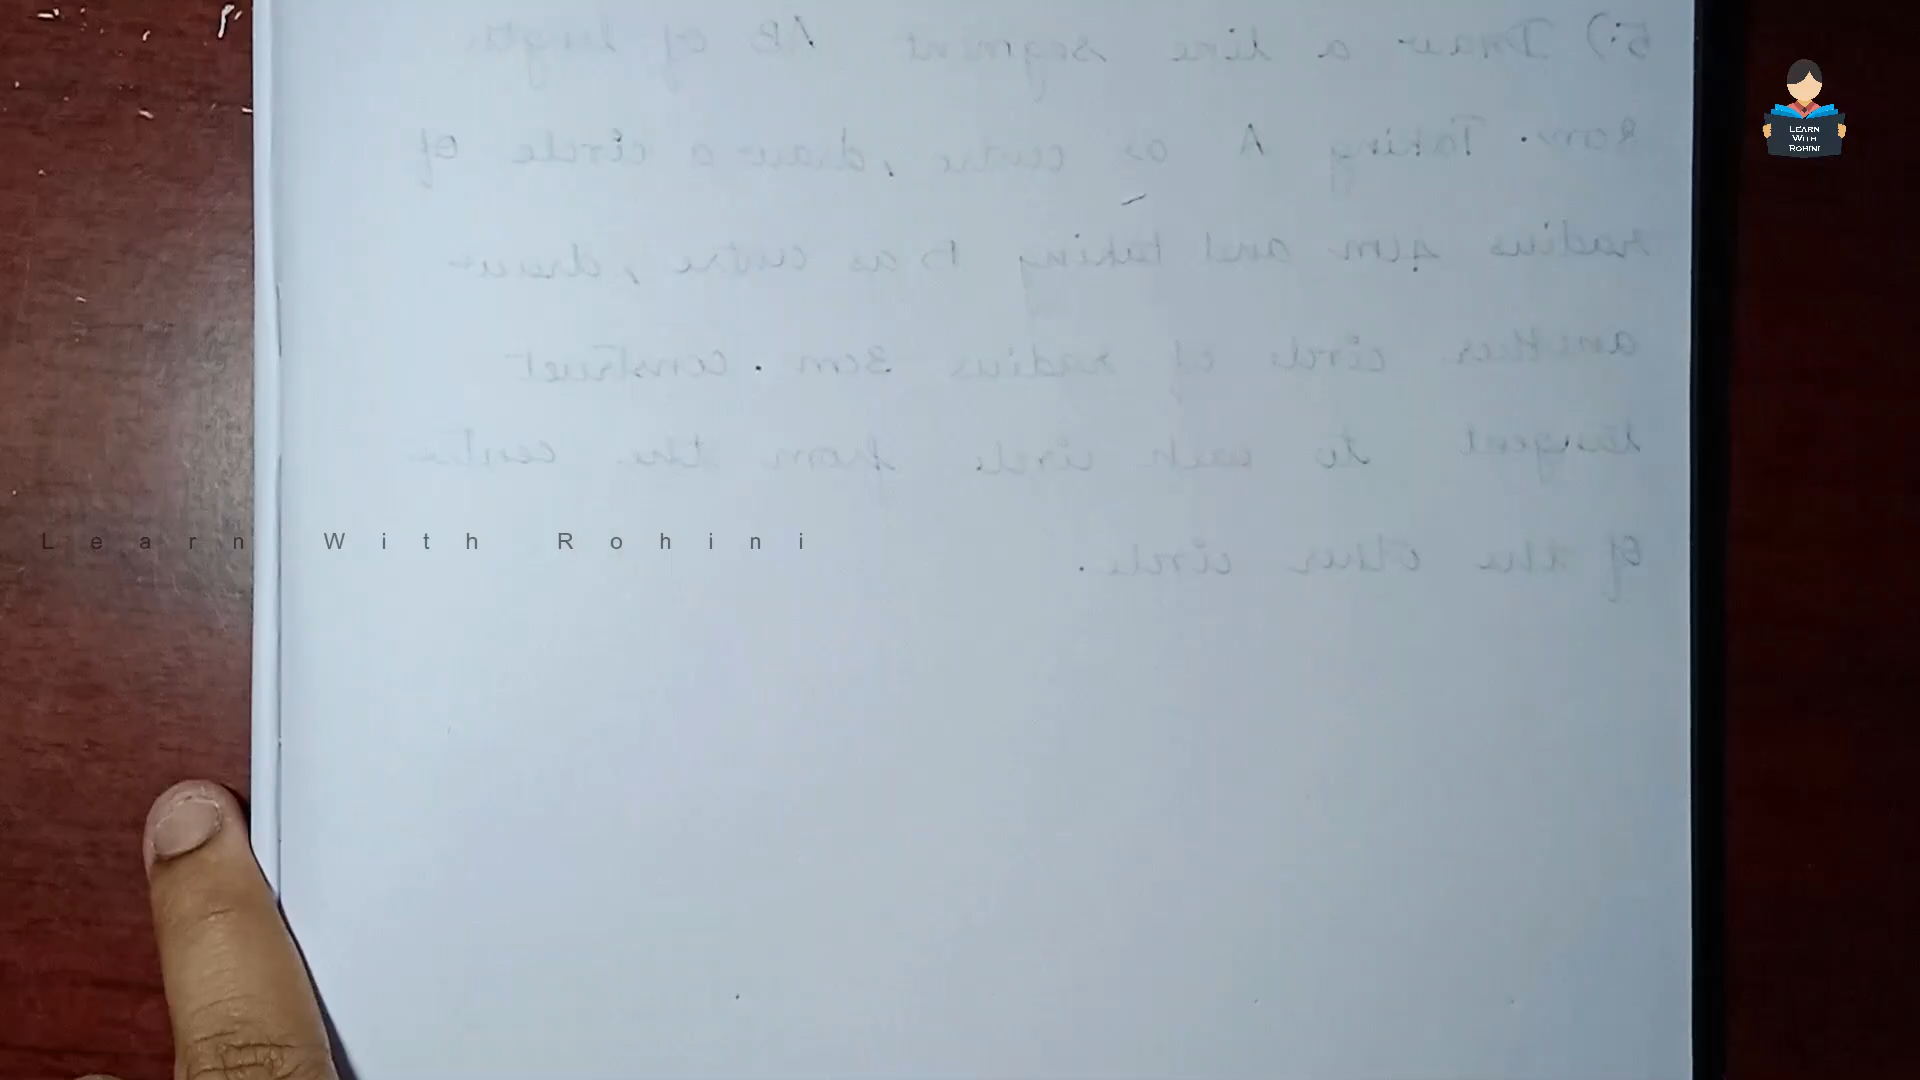 5.) Draw a line segment AB of length
8cm. Taking A as centre, draw a circle of
radius 4cm and taking B as centre, draw
another circle of radius 3cm. construct
tangent to each circle from the centre
of the other circle.
Learn With Rohini
LEARN
WITH
ROHINI